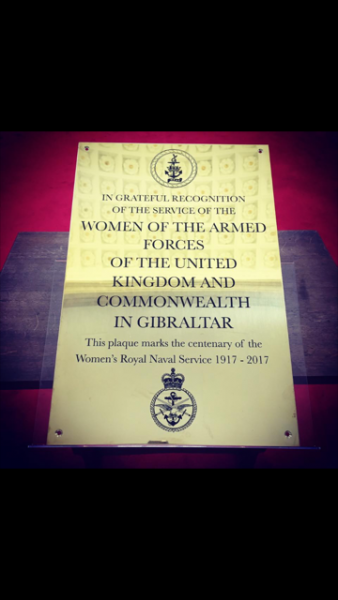 IN GRATEFUL RECOGNITION
OF THE SERVICE OF THE
WOMEN OF THE ARMED
FORCES
OF THE UNITED
KINGDOM AND
COMMONWEALTH
IN GIBRALTAR
This plaque marks the centenary of the
Women's Royal Naval Service 1917 - 2017